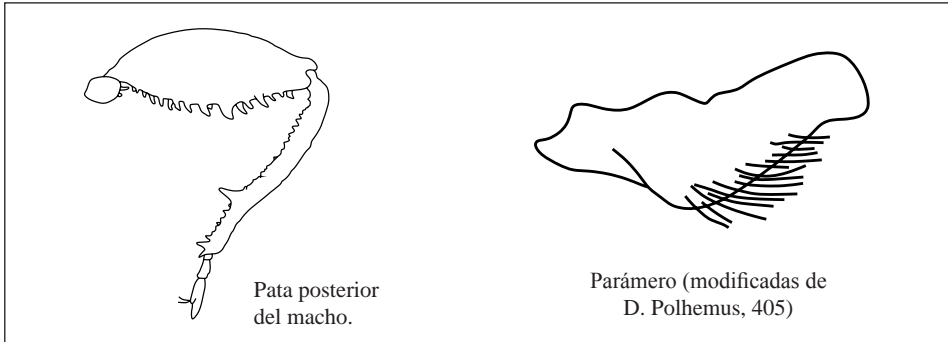 Pata posterior
del macho.
Parámero (modificadas de
D. Polhemus, 405)